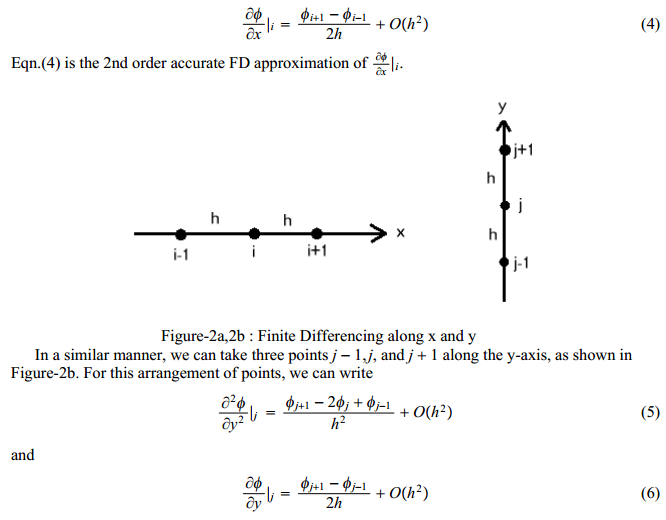 ∂ϕ/∂x|i = (ϕi+1 − ϕi−1)/2h + O(h²) (4)
Eqn.(4) is the 2nd order accurate FD approximation of ∂ϕ/∂x|i.
y
j+1
h
j
h
j-1
h h
x
i-1 i i+1
Figure-2a,2b : Finite Differencing along x and y
In a similar manner, we can take three points j − 1,j, and j + 1 along the y-axis, as shown in
Figure-2b. For this arrangement of points, we can write
∂²ϕ/∂y²|j = (ϕj+1 − 2ϕj + ϕj−1)/h² + O(h²) (5)
and
∂ϕ/∂y|j = (ϕj+1 − ϕj−1)/2h + O(h²) (6)